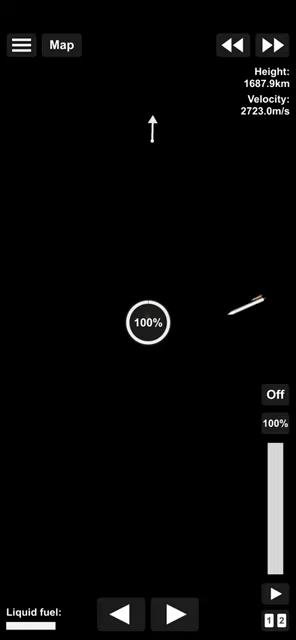 Map
Height:
1687.9km
Velocity:
2723.0m/s
100%
Off
100%
1 2
Liquid fuel: